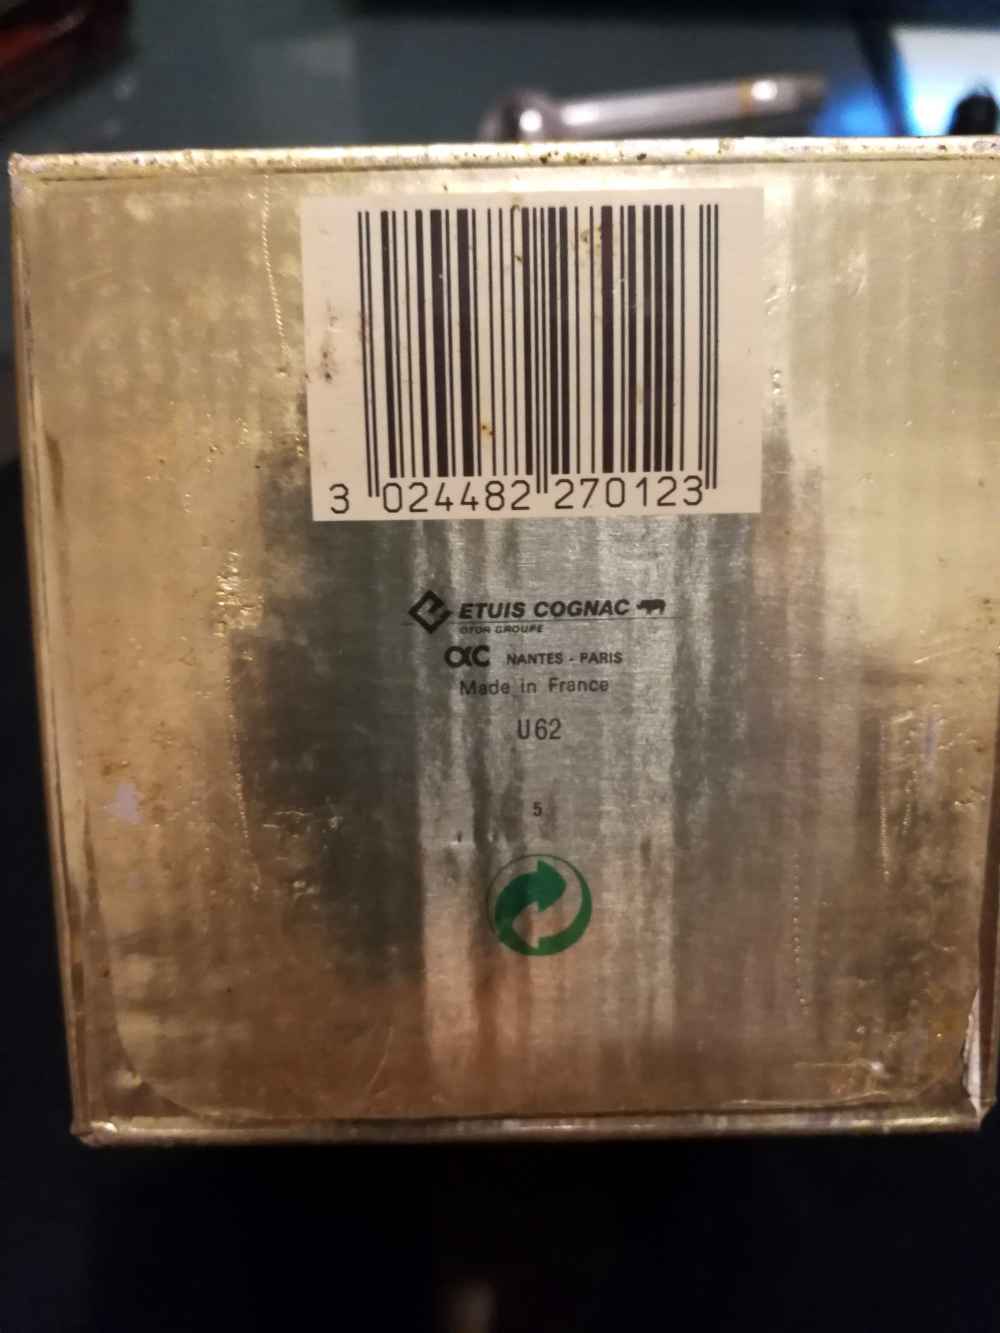 3 024482 270123
ETUIS COGNAC
OTOR GROUPE
NANTES - PARIS
Made in France
U62
5